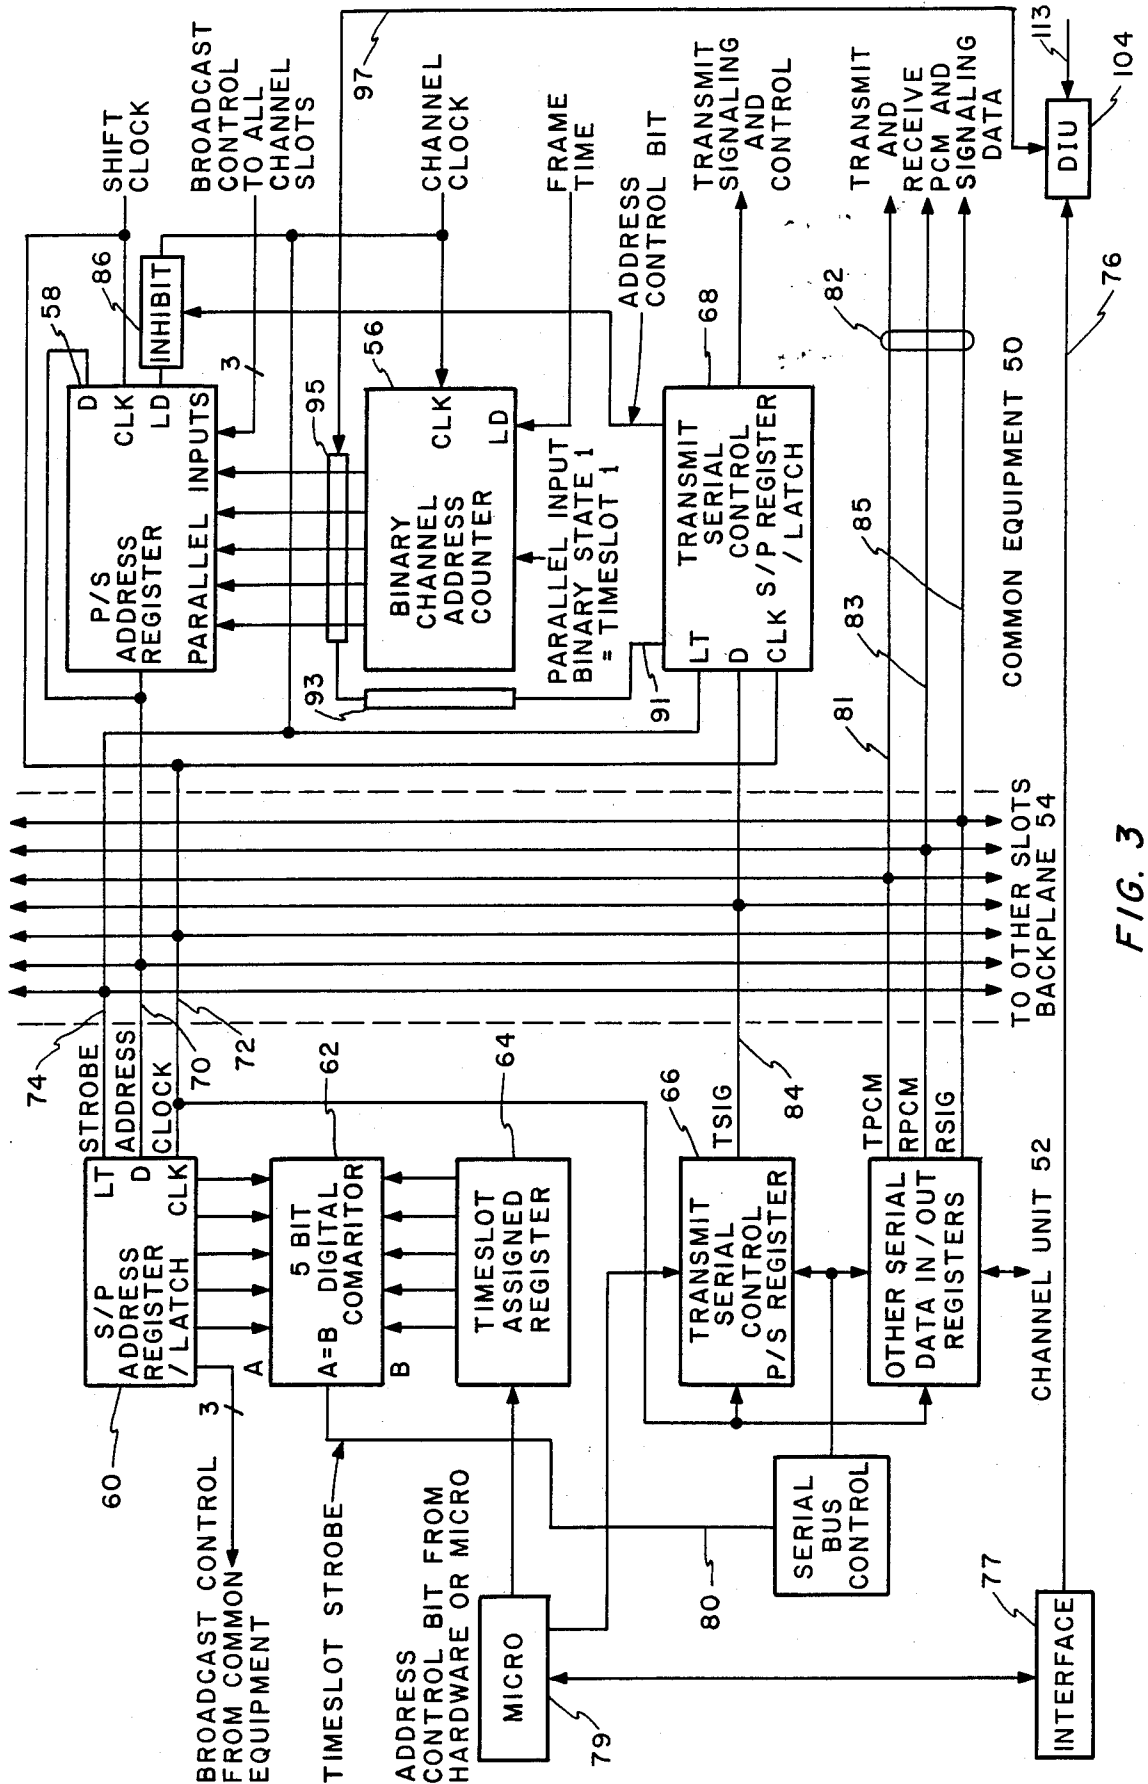 BROADCAST CONTROL
FROM COMMON
EQUIPMENT
TIMESLOT STROBE
ADDRESS
CONTROL BIT FROM
HARDWARE OR MICRO
60
3
S/P
ADDRESS
REGISTER
/LATCH
LT
D
CLK
STROBE
ADDRESS
CLOCK
74
70
72
A
5 BIT
DIGITAL
COMARITOR
A=B
B
62
TIMESLOT
ASSIGNED
REGISTER
64
MICRO
79
80
TRANSMIT
SERIAL
CONTROL
P/S REGISTER
66
TSIG
84
OTHER SERIAL
DATA IN/OUT
REGISTERS
TPCM
RPCM
RSIG
SERIAL
BUS
CONTROL
INTERFACE
77
CHANNEL UNIT 52
TO OTHER SLOTS
BACKPLANE 54
P/S
ADDRESS
REGISTER
PARALLEL INPUTS
D
CLK
LD
58
86
INHIBIT
SHIFT
CLOCK
BROADCAST
CONTROL
TO ALL
CHANNEL
SLOTS
3
97
95
93
91
BINARY
CHANNEL
ADDRESS
COUNTER
CLK
LD
56
CHANNEL
CLOCK
FRAME
TIME
PARALLEL INPUT
BINARY STATE 1
= TIMESLOT 1
ADDRESS
CONTROL BIT
TRANSMIT
SERIAL
CONTROL
S/P REGISTER
/LATCH
LT
D
CLK
68
TRANSMIT
SIGNALING
AND
CONTROL
81
83
85
82
TRANSMIT
AND
RECEIVE
PCM AND
SIGNALING
DATA
COMMON EQUIPMENT 50
76
DIU
104
113
FIG. 3